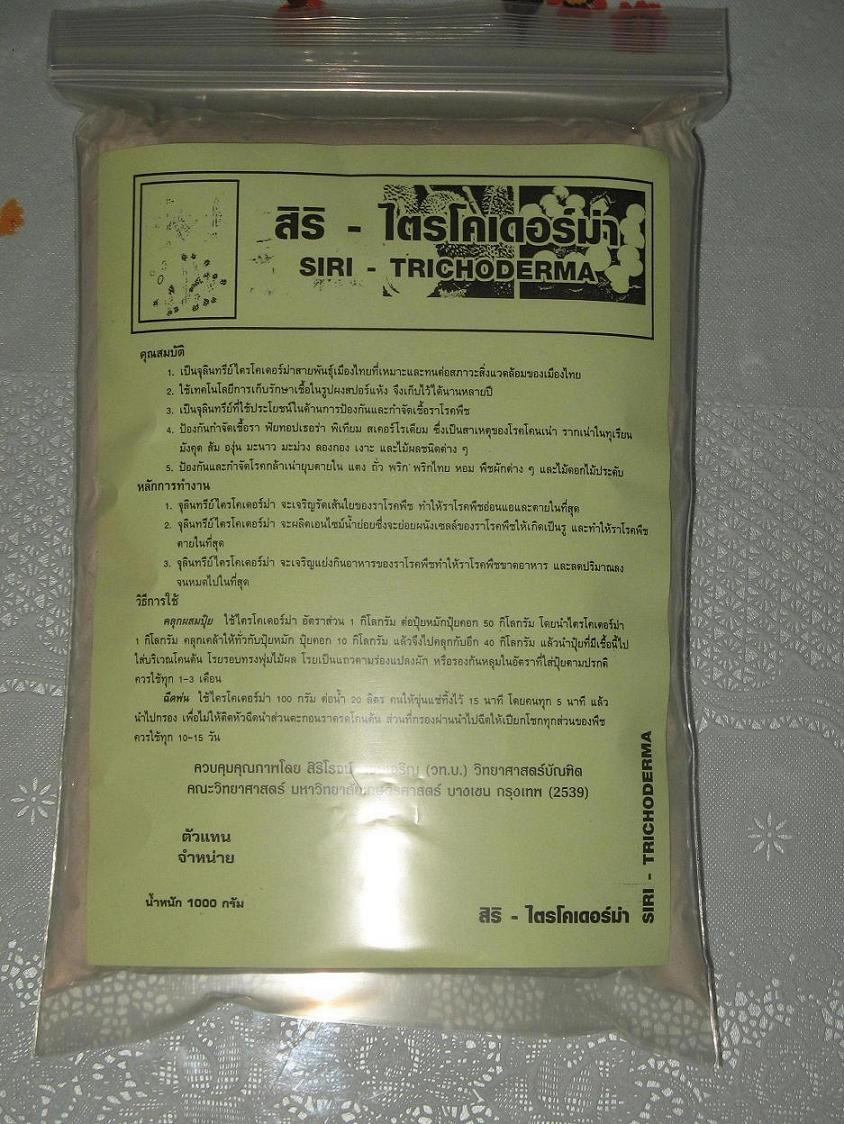 สิริ - ไตรโคเดอร์ม่า
SIRI - TRICHODERMA
คุณสมบัติ
1. เป็นจุลินทรีย์ไตรโคเดอร์ม่าสายพันธุ์เมืองไทยที่เหมาะและทนต่อสภาวะสิ่งแวดล้อมของเมืองไทย
2. ใช้เทคโนโลยีการเก็บรักษาเชื้อในรูปผงสปอร์แห้ง จึงเก็บไว้ได้นานหลายปี
3. เป็นจุลินทรีย์ที่ใช้ประโยชน์ในด้านการป้องกันและกำจัดเชื้อราโรคพืช
4. ป้องกันกำจัดเชื้อรา ฟัยทอปเธอร่า พิเทียม สเคอร์โรเตียม ซึ่งเป็นสาเหตุของโรคโคนเน่า รากเน่าในทุเรียน
มังคุด ส้ม องุ่น มะนาว มะม่วง ลองกอง เงาะ และไม้ผลชนิดต่าง ๆ
5. ป้องกันและกำจัดโรคกล้าเน่ายุบตายใน แตง ถั่ว พริก พริกไทย หอม พืชผักต่าง ๆ และไม้ดอกไม้ประดับ
หลักการทำงาน
1. จุลินทรีย์ไตรโคเดอร์ม่า จะเจริญรัดเส้นใยของราโรคพืช ทำให้ราโรคพืชอ่อนแอและตายในที่สุด
2. จุลินทรีย์ไตรโคเดอร์ม่า จะผลิตเอนไซม์น้ำย่อยซึ่งจะย่อยผนังเซลล์ของราโรคพืชให้เกิดเป็นรู และทำให้ราโรคพืช
ตายในที่สุด
3. จุลินทรีย์ไตรโคเดอร์ม่า จะเจริญแย่งกินอาหารของราโรคพืชทำให้ราโรคพืชขาดอาหาร และลดปริมาณลง
จนหมดไปในที่สุด
วิธีการใช้
คลุกผสมปุ๋ย ใช้ไตรโคเดอร์ม่า อัตราส่วน 1 กิโลกรัม ต่อปุ๋ยหมักปุ๋ยคอก 50 กิโลกรัม โดยนำไตรโคเดอร์ม่า
1 กิโลกรัม คลุกเคล้าให้ทั่วกับปุ๋ยหมัก ปุ๋ยคอก 10 กิโลกรัม แล้วจึงไปคลุกกับอีก 40 กิโลกรัม แล้วนำปุ๋ยที่มีเชื้อนี้ไป
ใส่บริเวณโคนต้น โรยรอบทรงพุ่มไม้ผล โรยเป็นแถวตามร่องแปลงผัก หรือรองก้นหลุมในอัตราที่ใส่ปุ๋ยตามปรกติ
ควรใช้ทุก 1-3 เดือน
ฉีดพ่น ใช้ไตรโคเดอร์ม่า 100 กรัม ต่อน้ำ 20 ลิตร คนให้ขุ่นแช่ทิ้งไว้ 15 นาที โดยคนทุก 5 นาที แล้ว
นำไปกรอง เพื่อไม่ให้ติดหัวฉีดนำส่วนตะกอนราดรดโคนต้น ส่วนที่กรองผ่านนำไปฉีดให้เปียกโชกทุกส่วนของพืช
ควรใช้ทุก 10-15 วัน
ควบคุมคุณภาพโดย สิริโรจน์ (วท.บ.) วิทยาศาสตร์บัณฑิต
คณะวิทยาศาสตร์ มหาวิทยาลัยเกษตรศาสตร์ บางเขน กรุงเทพ (2539)
ตัวแทน
จำหน่าย
น้ำหนัก 1000 กรัม
สิริ - ไตรโคเดอร์ม่า
SIRI - TRICHODERMA